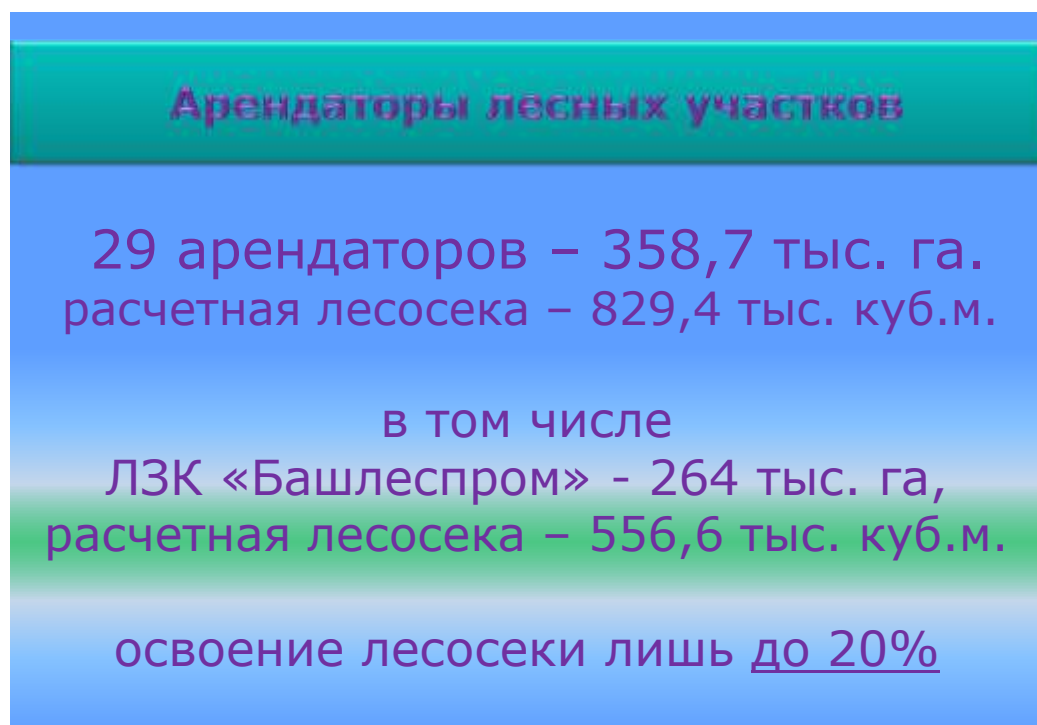 Арендаторы лесных участков
29 арендаторов – 358,7 тыс. га.
расчетная лесосека – 829,4 тыс. куб.м.
в том числе
ЛЗК «Башлеспром» - 264 тыс. га,
расчетная лесосека – 556,6 тыс. куб.м.
освоение лесосеки лишь до 20%